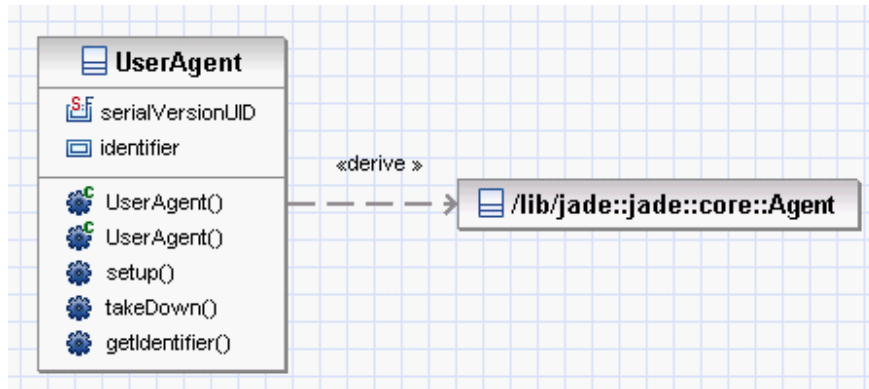 UserAgent
serialVersionUID
identifier
UserAgent()
UserAgent()
setup()
takeDown()
getIdentifier()
«derive »
/lib/jade::jade::core::Agent